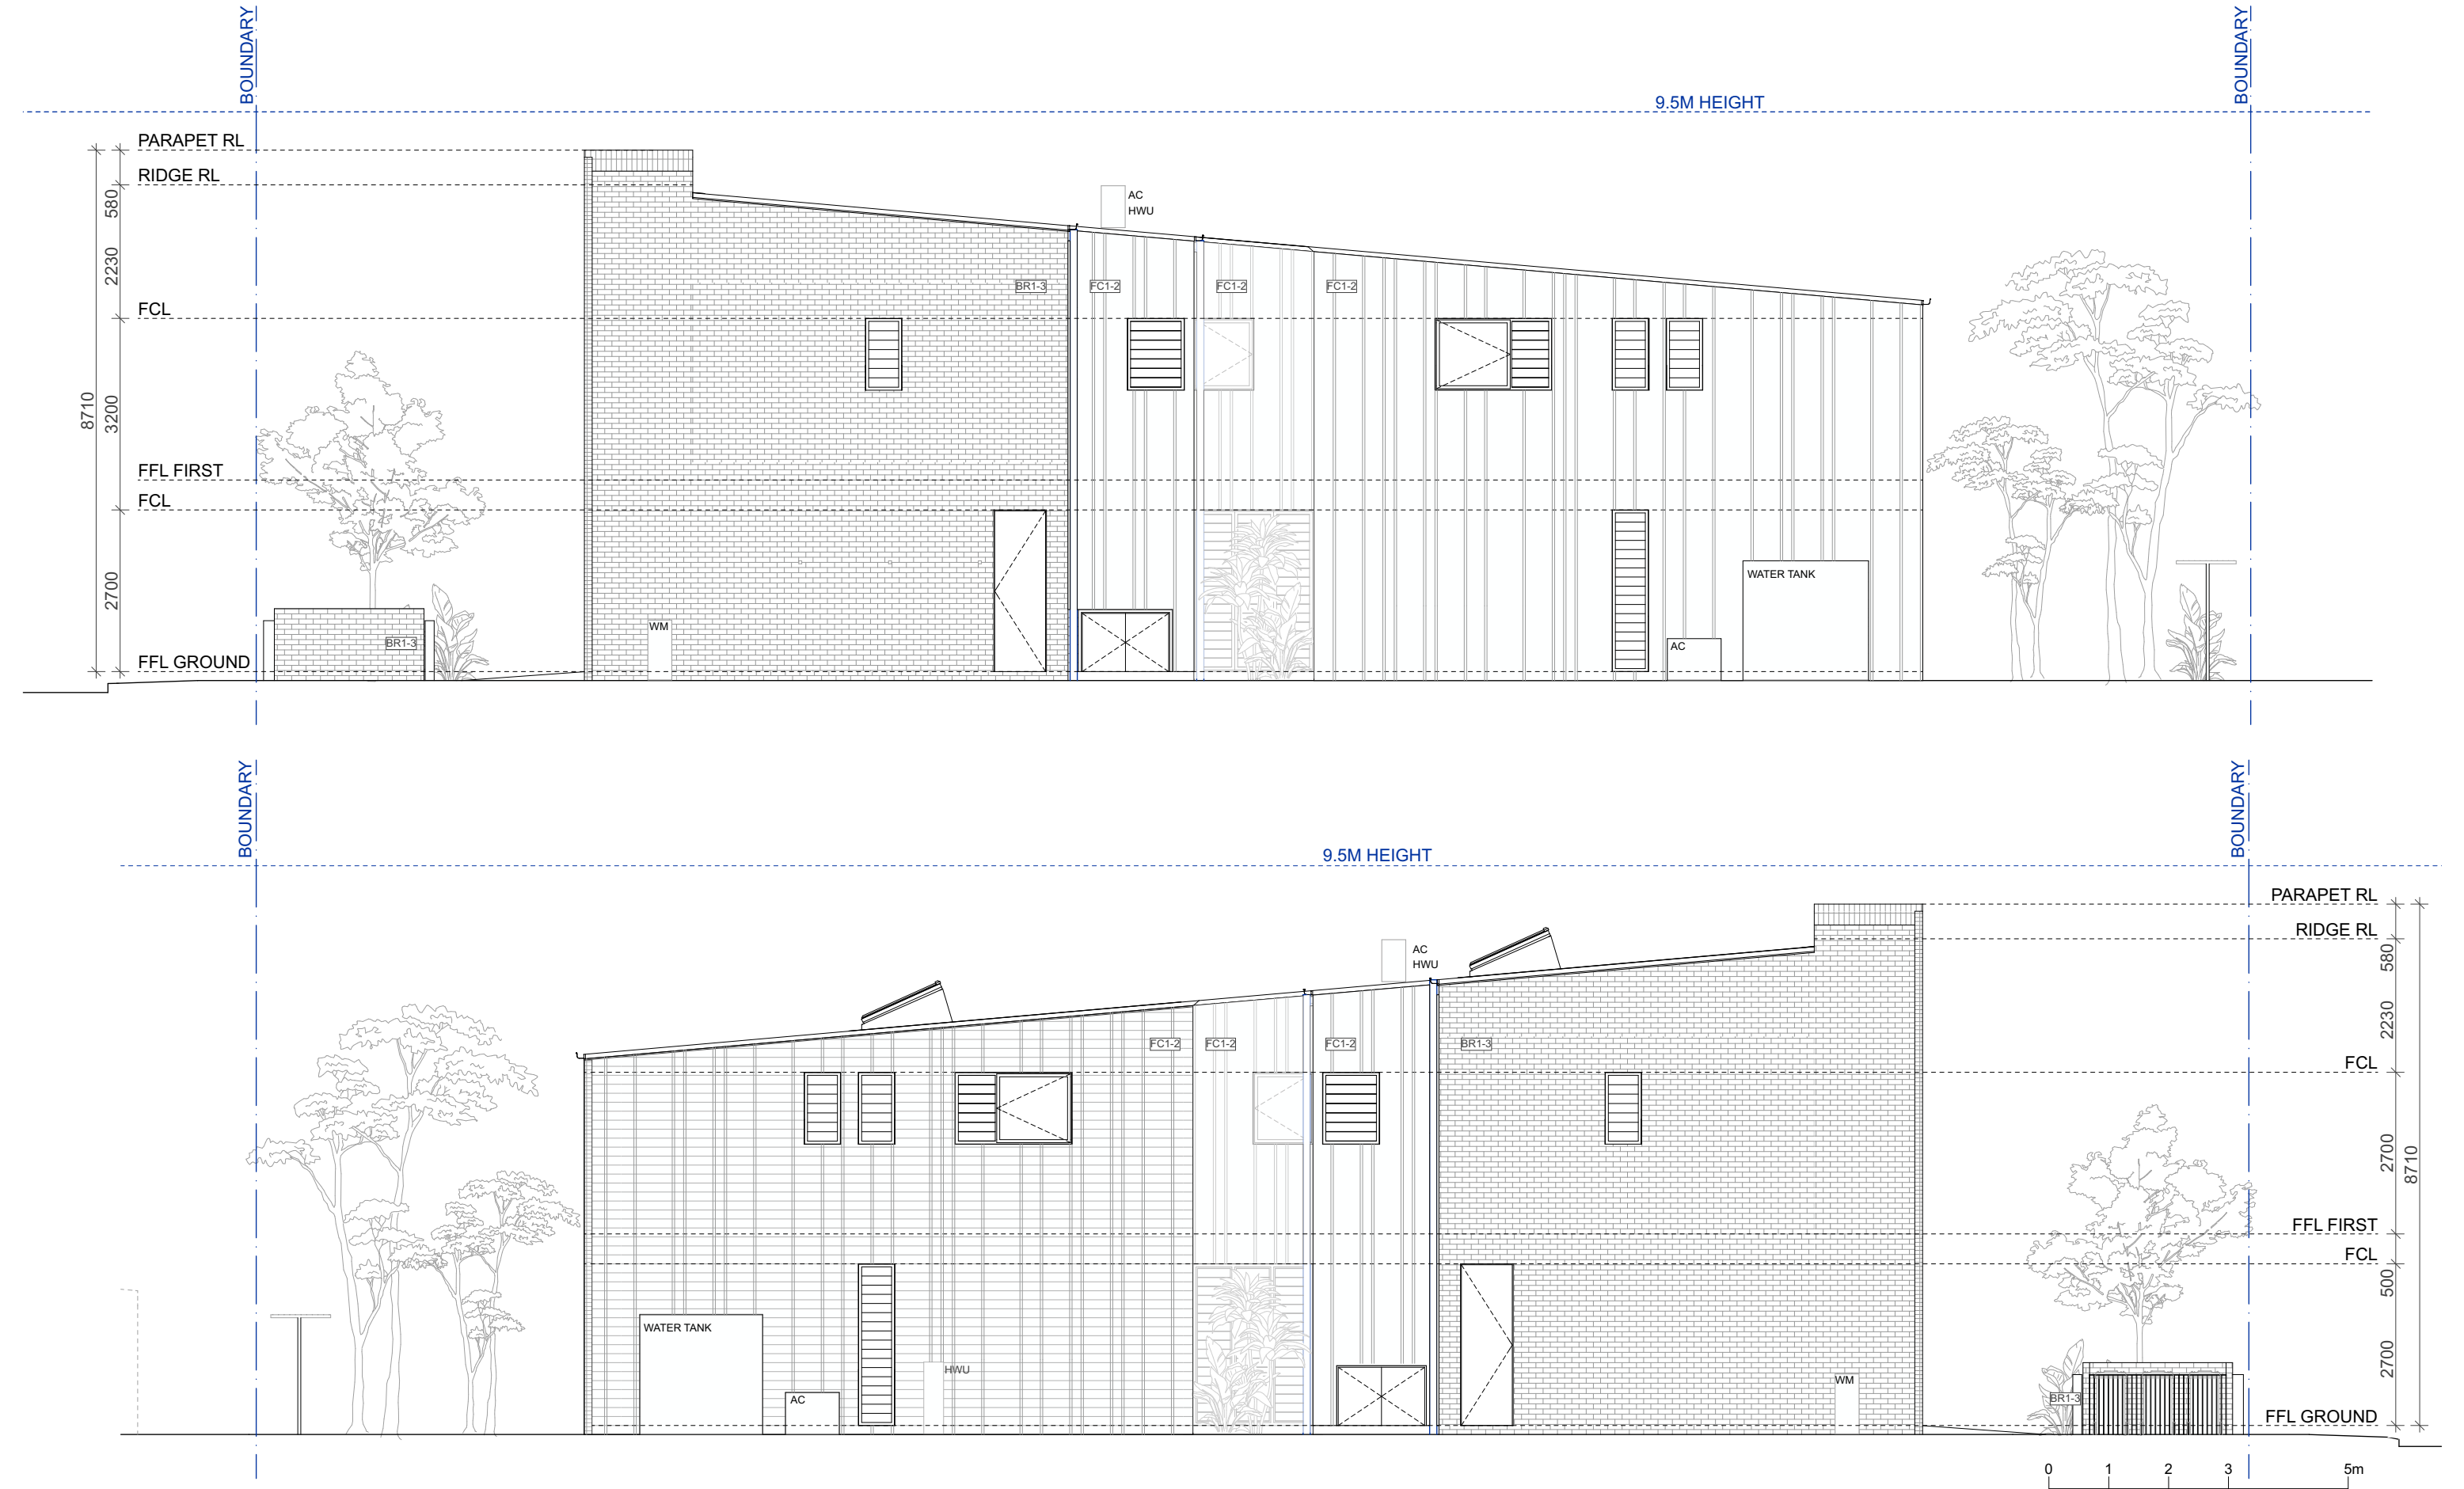 BOUNDARY
BOUNDARY
9.5M HEIGHT
PARAPET RL
RIDGE RL
580
AC
HWU
2230
BR1-3
FC1-2
FC1-2
FC1-2
FCL
8710
3200
FFL FIRST
FCL
2700
WATER TANK
WM
BR1-3
AC
FFL GROUND
BOUNDARY
BOUNDARY
9.5M HEIGHT
PARAPET RL
RIDGE RL
AC
HWU
580
2230
FC1-2
FC1-2
FC1-2
BR1-3
FCL
2700
8710
FFL FIRST
FCL
500
WATER TANK
HWU
2700
WM
AC
BR1-3
FFL GROUND
0 1 2 3 5m